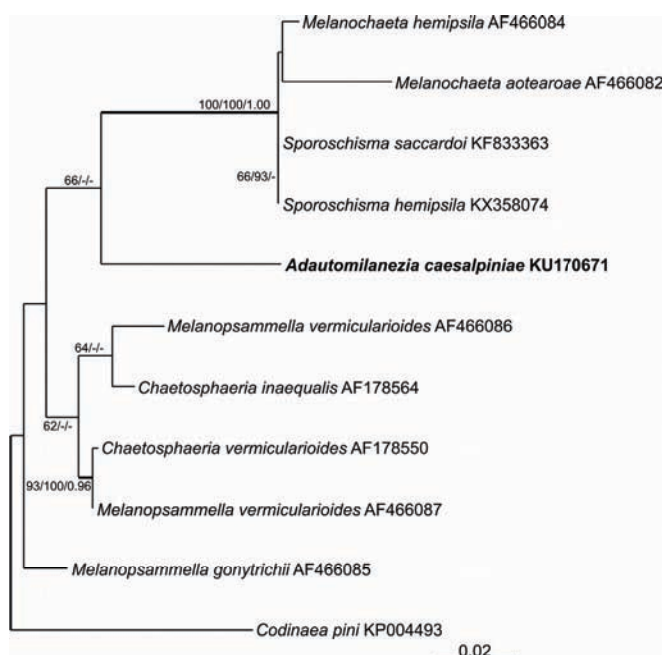 Melanochaeta hemipsila AF466084
Melanochaeta aotearoae AF466082
100/100/1.00
Sporoschisma saccardoi KF833363
66/93/-
66/-/-
Sporoschisma hemipsila KX358074
Adautomilanezia caesalpiniae KU170671
Melanopsammella vermicularioides AF466086
64/-/-
Chaetosphaeria inaequalis AF178564
62/-/-
Chaetosphaeria vermicularioides AF178550
93/100/0.96
Melanopsammella vermicularioides AF466087
Melanopsammella gonytrichii AF466085
Codinaea pini KP004493
0.02